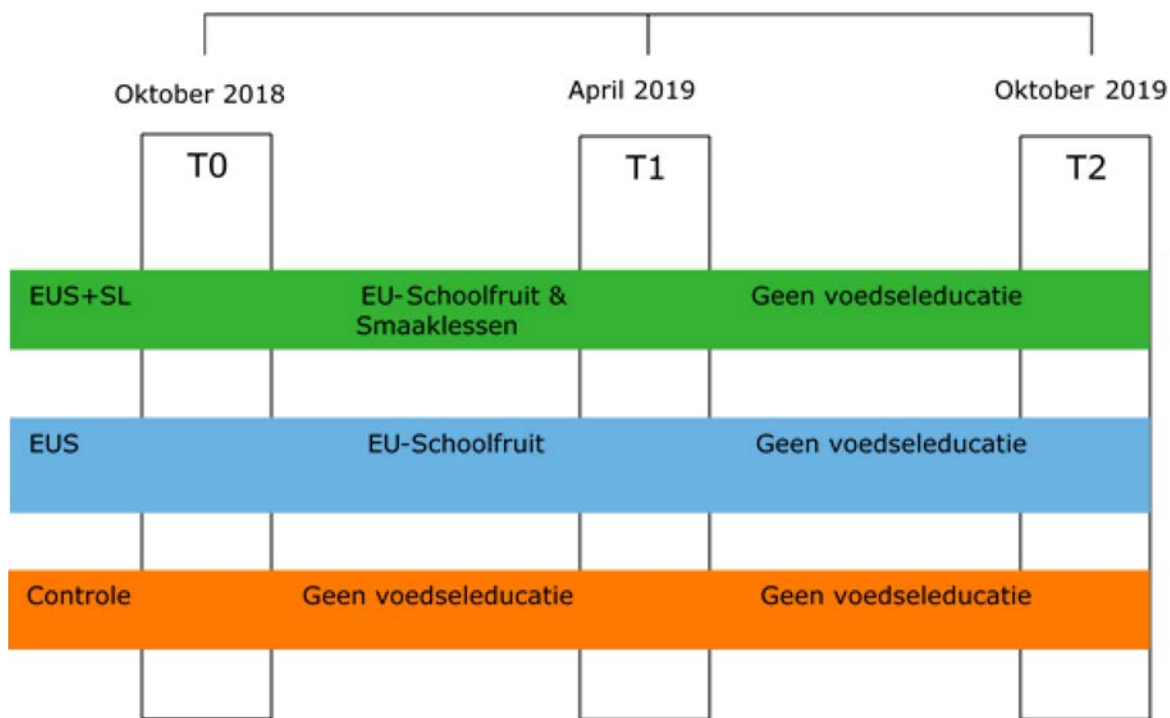 Oktober 2018
April 2019
Oktober 2019
T0
T1
T2
EUS+SL
EU-Schoolfruit &
Smaaklessen
Geen voedseleducatie
EUS
EU-Schoolfruit
Geen voedseleducatie
Controle
Geen voedseleducatie
Geen voedseleducatie